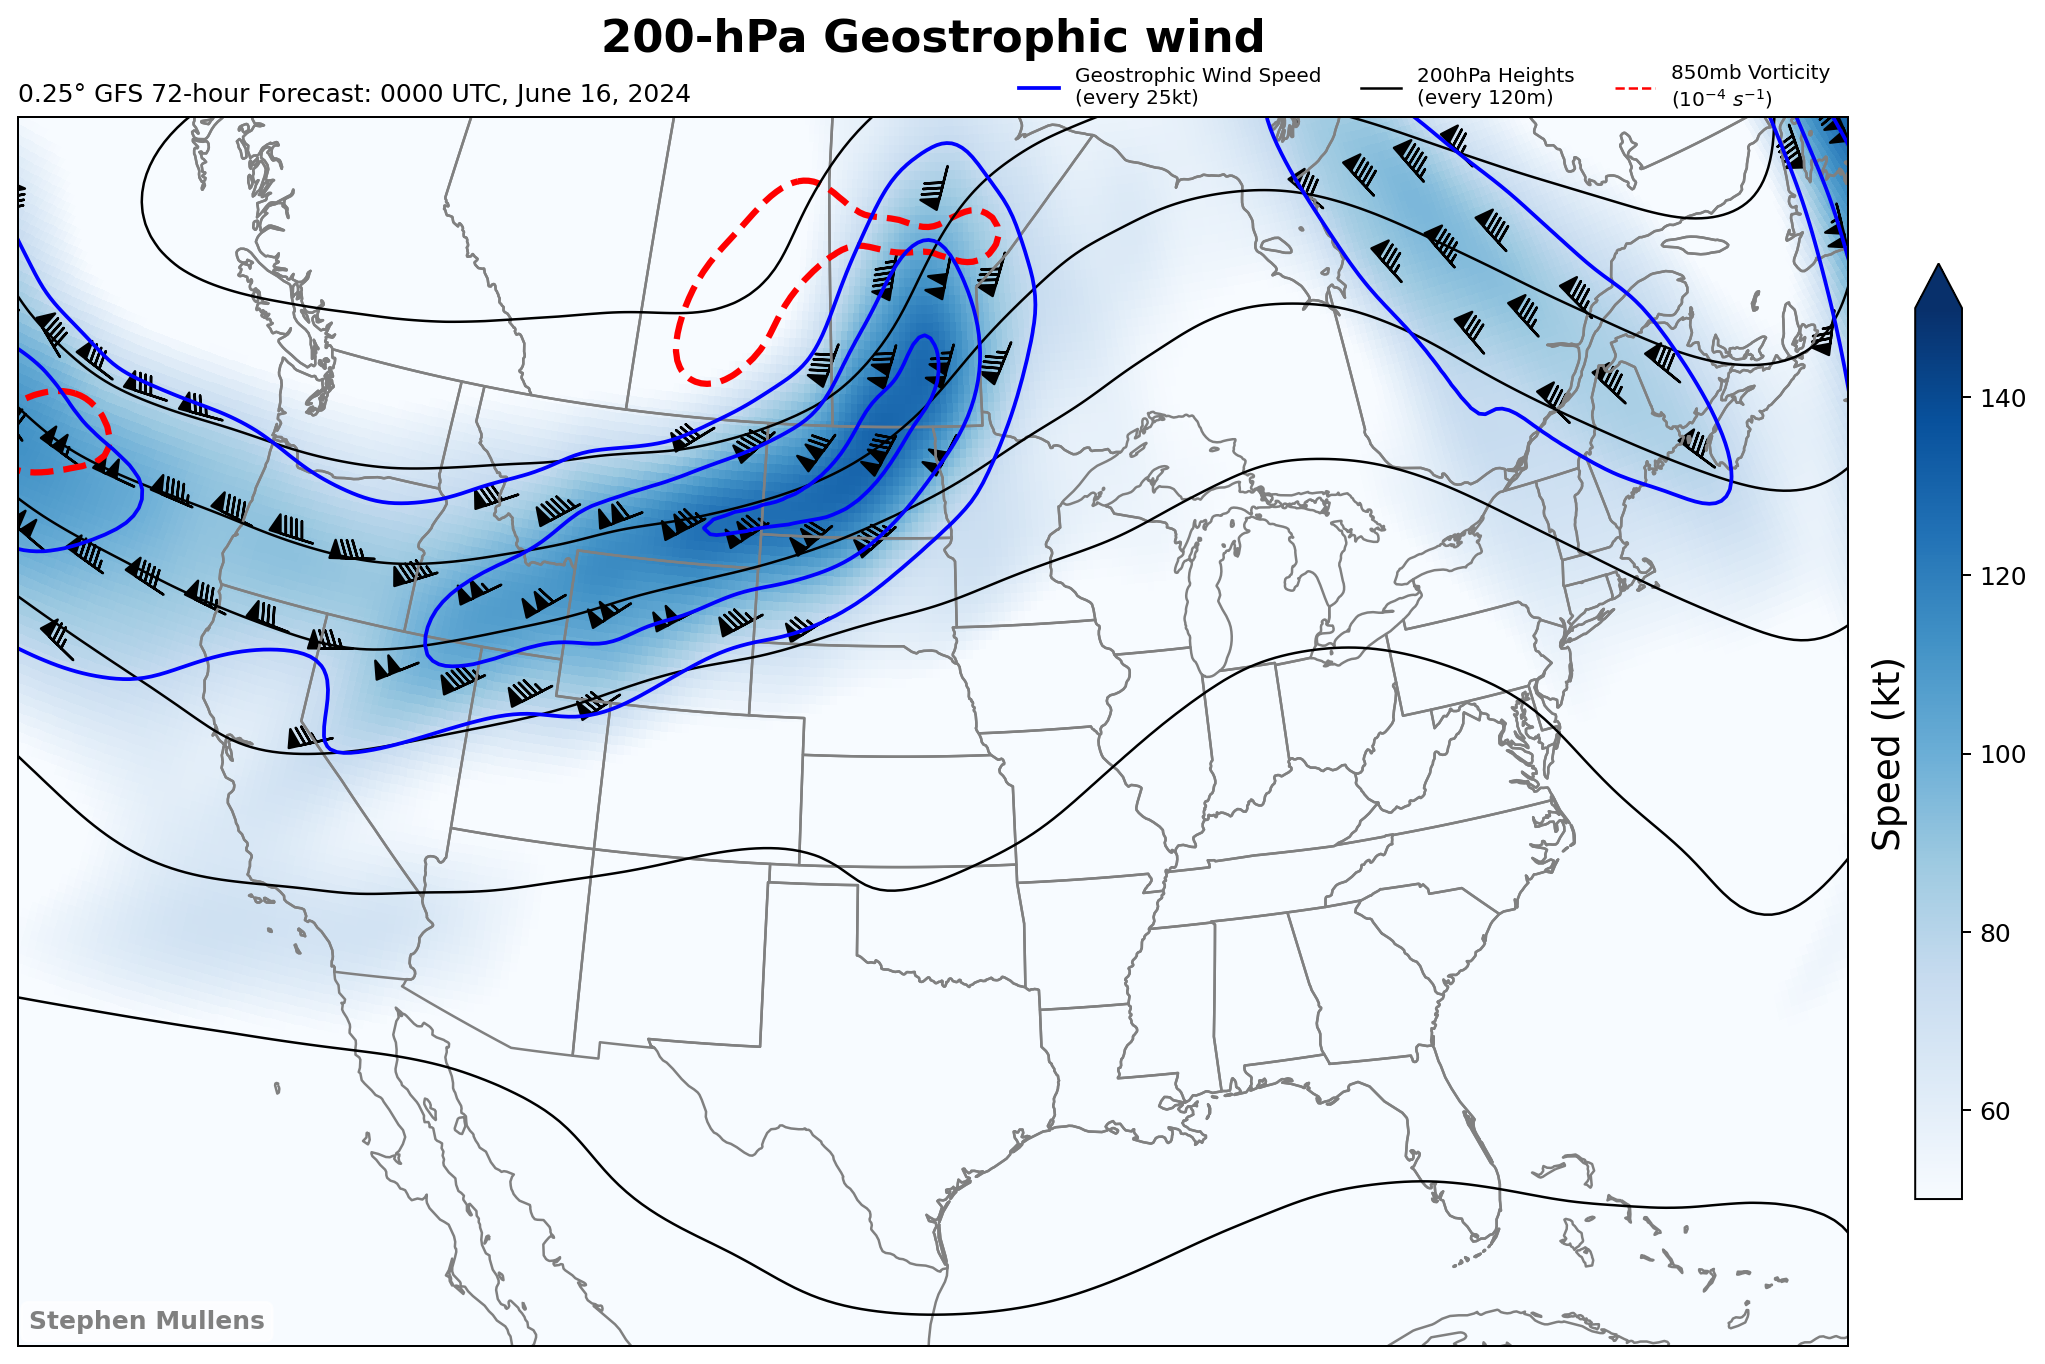 200-hPa Geostrophic wind
0.25° GFS 72-hour Forecast: 0000 UTC, June 16, 2024
Geostrophic Wind Speed
(every 25kt)
200hPa Heights
(every 120m)
850mb Vorticity
(10⁻⁴ s⁻¹)
140
120
100
80
60
Speed (kt)
Stephen Mullens